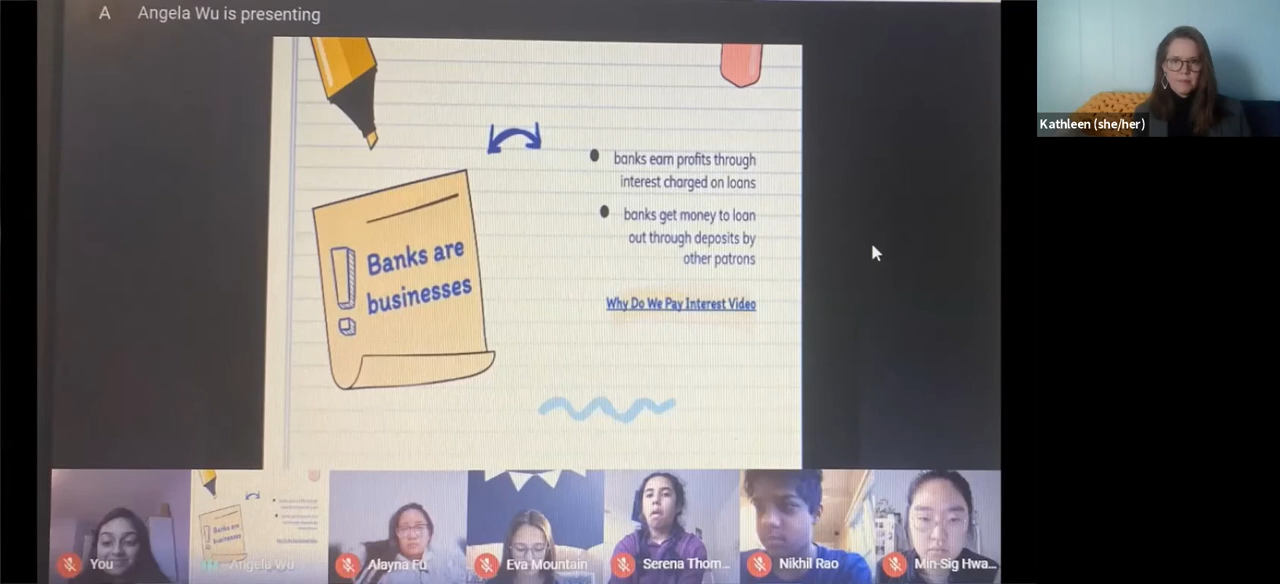 A Angela Wu is presenting
Kathleen (she/her)
banks earn profits through
interest charged on loans
banks get money to loan
out through deposits by
other patrons
Why Do We Pay Interest Video
! Banks are
businesses
You
Angela Wu
Alayna Fu
Eva Mountain
Serena Thom...
Nikhil Rao
Min-Sig Hwa...